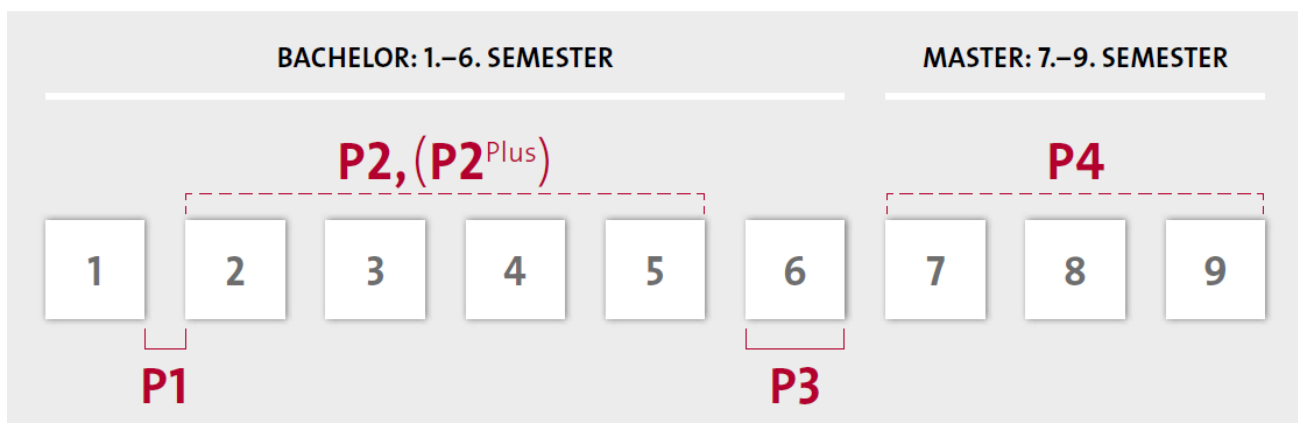 BACHELOR: 1.–6. SEMESTER MASTER: 7.–9. SEMESTER
P2, (P2Plus) P4
1 2 3 4 5 6 7 8 9
P1 P3